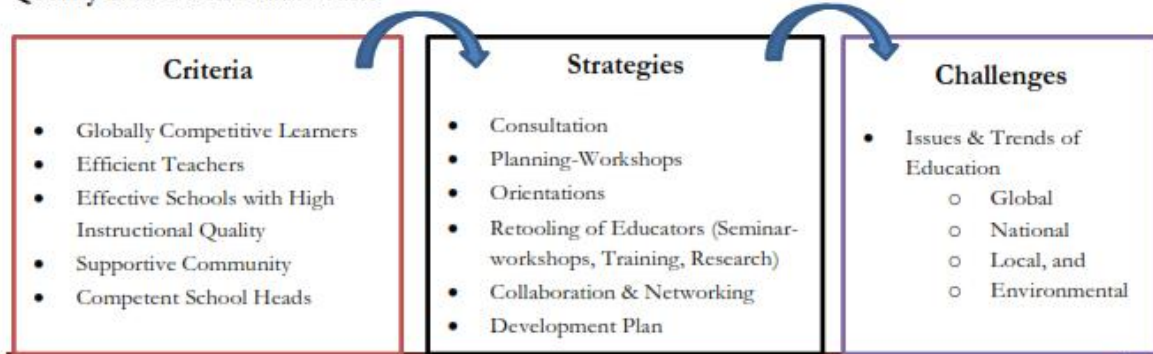 Criteria
• Globally Competitive Learners
• Efficient Teachers
• Effective Schools with High
Instructional Quality
• Supportive Community
• Competent School Heads
Strategies
• Consultation
• Planning-Workshops
• Orientations
• Retooling of Educators (Seminar-
workshops, Training, Research)
• Collaboration & Networking
• Development Plan
Challenges
• Issues & Trends of
Education
o Global
o National
o Local, and
o Environmental